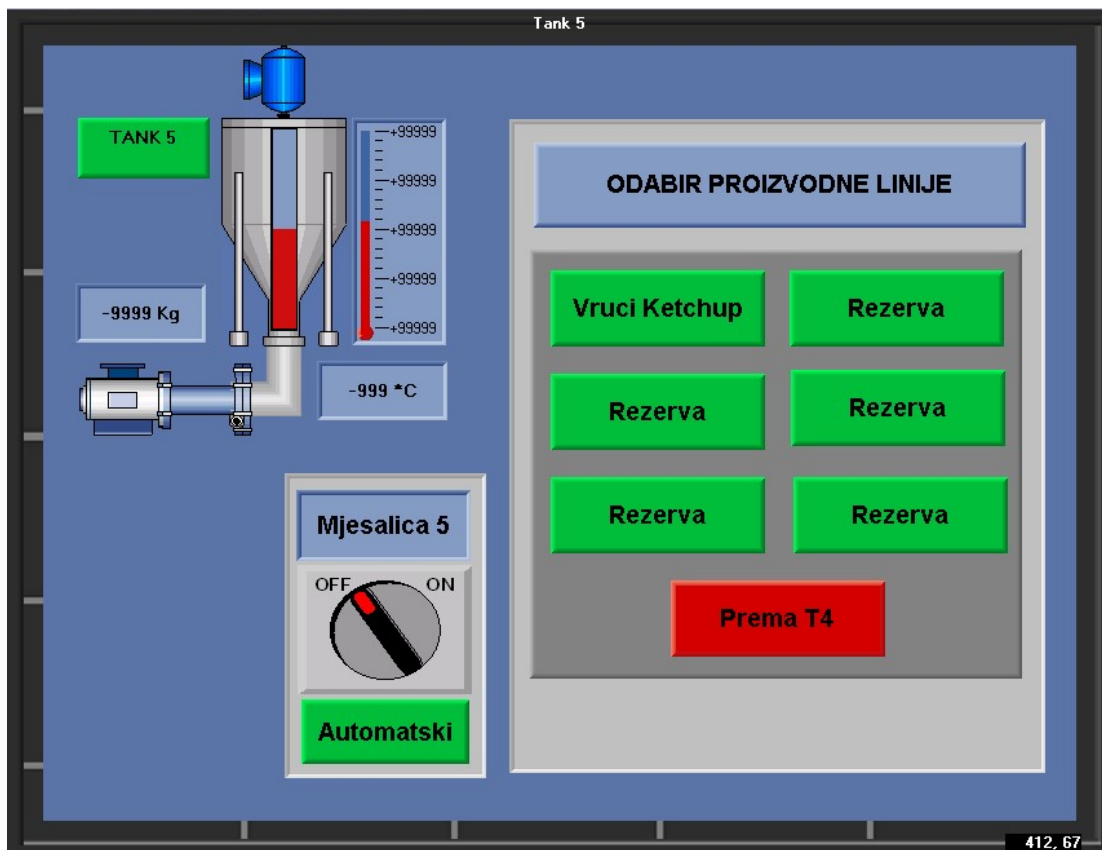 Tank 5
TANK 5
+99999
+99999
+99999
+99999
+99999
-9999 Kg
-999 *C
ODABIR PROIZVODNE LINIJE
Vruci Ketchup
Rezerva
Rezerva
Rezerva
Rezerva
Rezerva
Prema T4
Mjesalica 5
OFF
ON
Automatski
412, 67